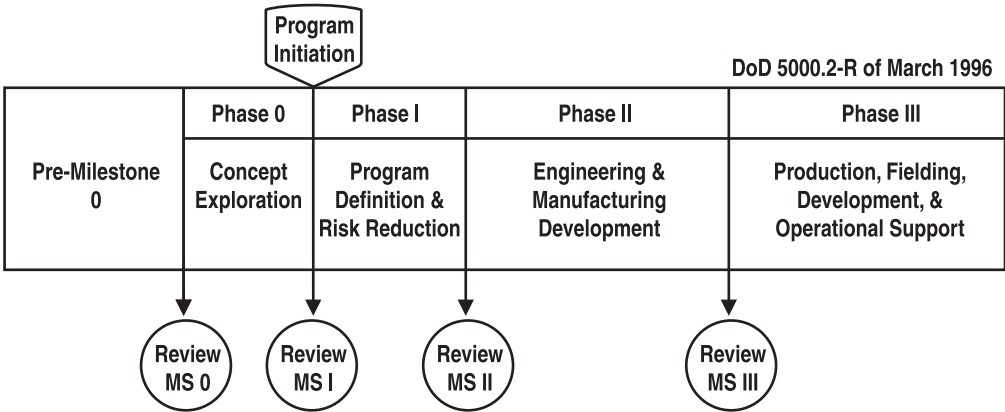 Program
Initiation
DoD 5000.2-R of March 1996
Pre-Milestone
0
Phase 0
Concept
Exploration
Phase I
Program
Definition &
Risk Reduction
Phase II
Engineering &
Manufacturing
Development
Phase III
Production, Fielding,
Development, &
Operational Support
Review
MS 0
Review
MS I
Review
MS II
Review
MS III